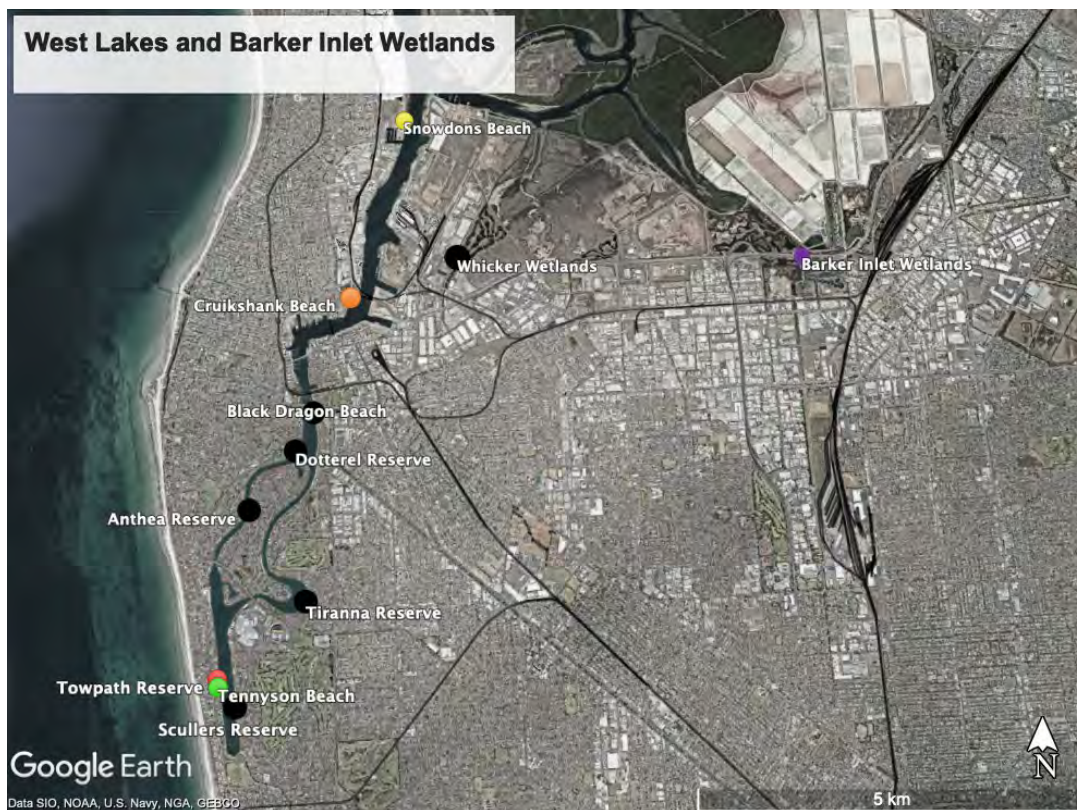 West Lakes and Barker Inlet Wetlands
Snowdons Beach
Whicker Wetlands
Barker Inlet Wetlands
Cruikshank Beach
Black Dragon Beach
Dotterel Reserve
Anthea Reserve
Tiranna Reserve
Towpath Reserve
Tennyson Beach
Scullers Reserve
Google Earth
N
Data SIO, NOAA, U.S. Navy, NGA, GEBCO
5 km